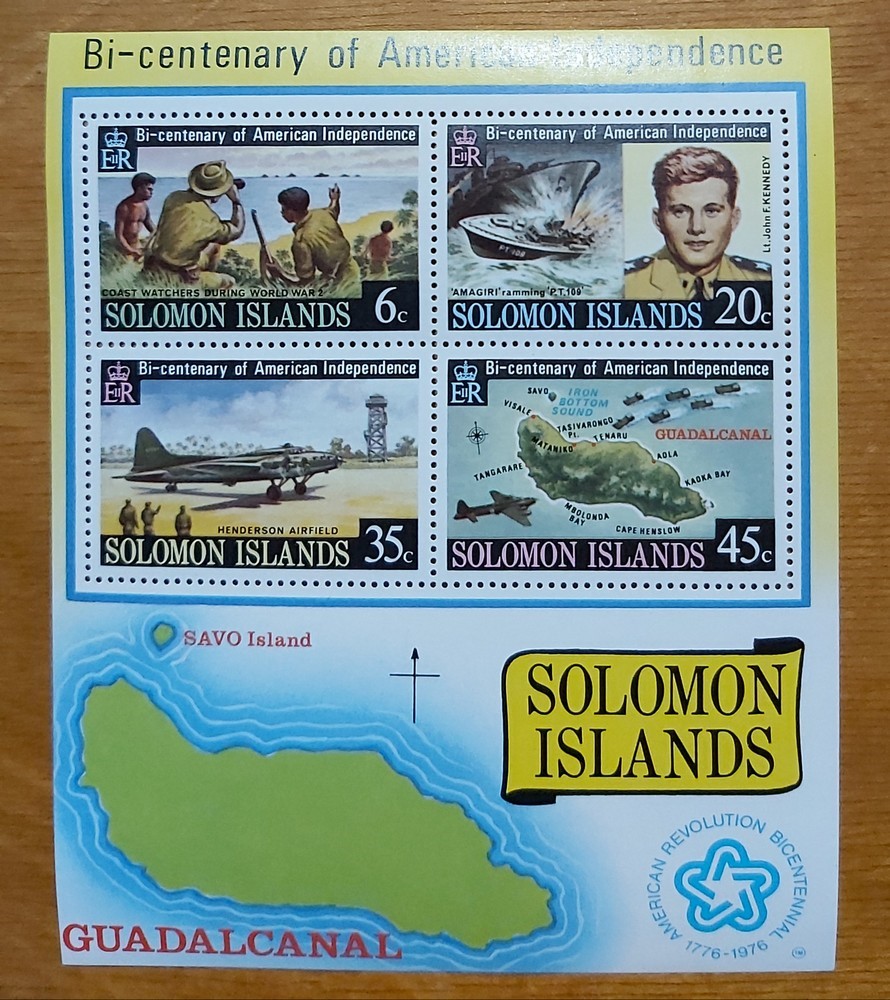 Bi-centenary of American Independence
EIIR
Bi-centenary of American Independence
COAST WATCHERS DURING WORLD WAR 2
SOLOMON ISLANDS 6c
EIIR
Bi-centenary of American Independence
Lt. John F. KENNEDY
PT 109
'AMAGIRI' ramming 'P.T. 109'
SOLOMON ISLANDS 20c
EIIR
Bi-centenary of American Independence
HENDERSON AIRFIELD
SOLOMON ISLANDS 35c
EIIR
Bi-centenary of American Independence
SAVO
IRON
BOTTOM
SOUND
VISALE
TASIVARONGO
PT.
MATANIKO
TENARU
GUADALCANAL
AOLA
TANGARARE
KAOKA BAY
MBOLONDA
BAY
CAPE HENSLOW
SOLOMON ISLANDS 45c
SAVO Island
SOLOMON
ISLANDS
GUADALCANAL
AMERICAN REVOLUTION BICENTENNIAL
1776-1976
TM